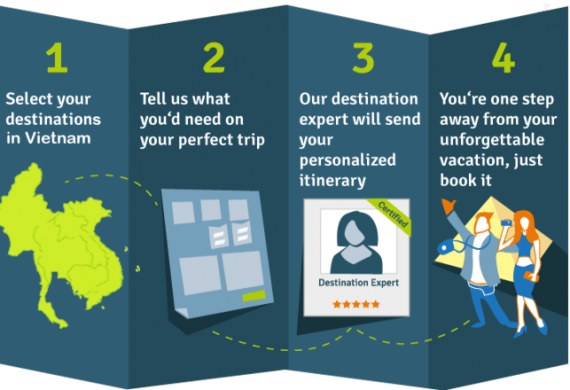 1
Select your
destinations
in Vietnam
2
Tell us what
you'd need on
your perfect trip
3
Our destination
expert will send
your
personalized
itinerary
Certified
Destination Expert
4
You're one step
away from your
unforgettable
vacation, just
book it